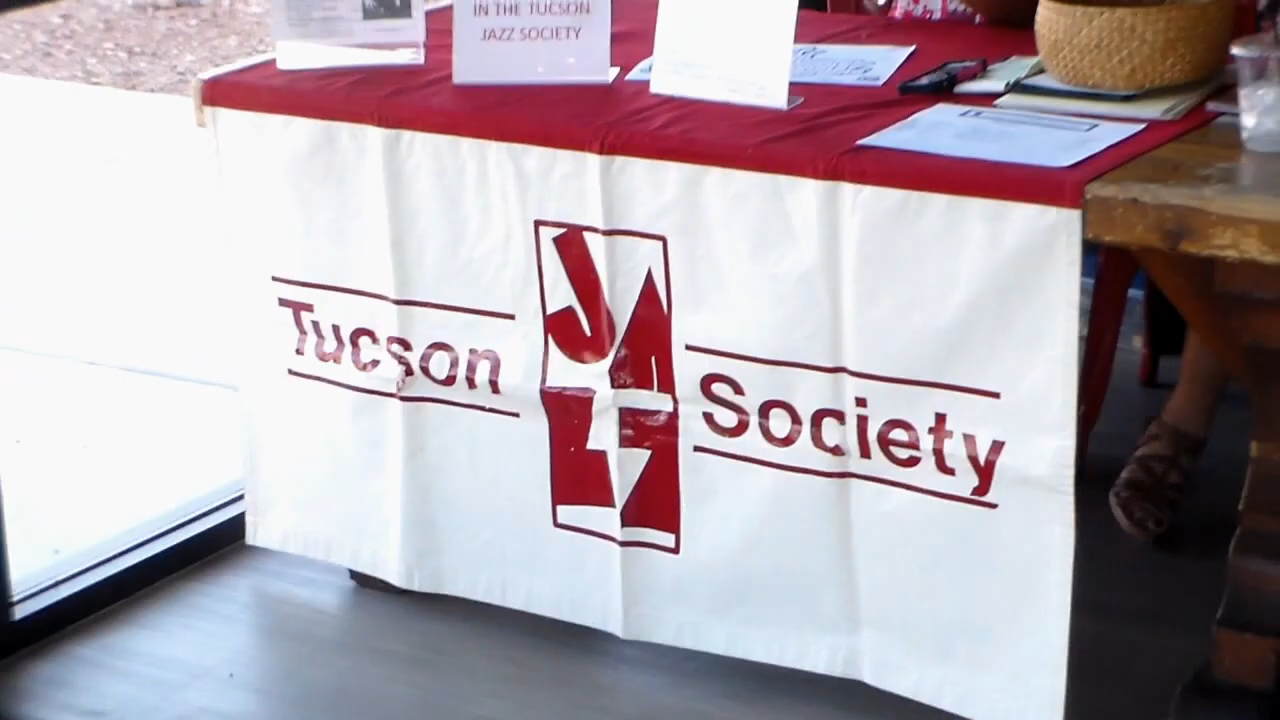 IN THE TUCSON
JAZZ SOCIETY
Tucson
JAZZ
Society